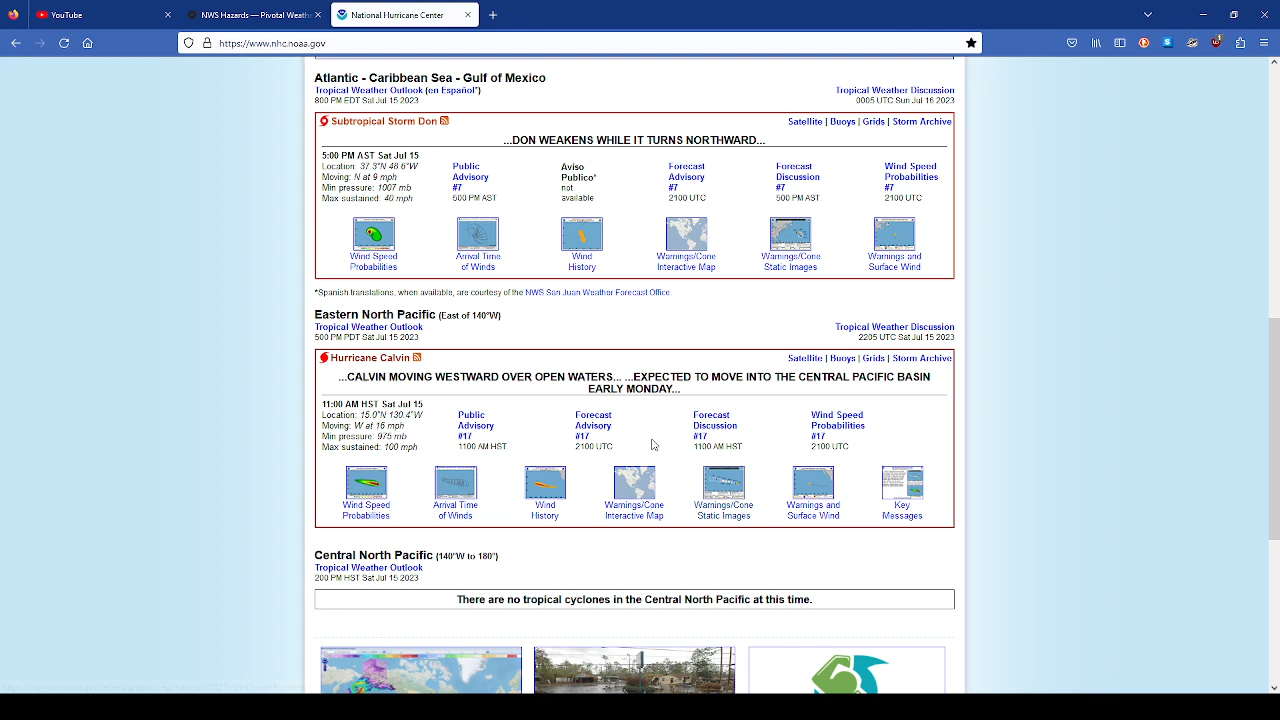 YouTube
NWS Hazards — Pivotal Weathe
National Hurricane Center
https://www.nhc.noaa.gov
Atlantic - Caribbean Sea - Gulf of Mexico
Tropical Weather Outlook (en Español*)
Tropical Weather Discussion
800 PM EDT Sat Jul 15 2023
0005 UTC Sun Jul 16 2023
Subtropical Storm Don
Satellite | Buoys | Grids | Storm Archive
...DON WEAKENS WHILE IT TURNS NORTHWARD...
5:00 PM AST Sat Jul 15
Location: 37.3°N 48.6°W
Moving: N at 9 mph
Min pressure: 1007 mb
Max sustained: 40 mph
Public
Advisory
#7
500 PM AST
Aviso
Publico*
not
available
Forecast
Advisory
#7
2100 UTC
Forecast
Discussion
#7
500 PM AST
Wind Speed
Probabilities
#7
2100 UTC
Wind Speed
Probabilities
Arrival Time
of Winds
Wind
History
Warnings/Cone
Interactive Map
Warnings/Cone
Static Images
Warnings and
Surface Wind
*Spanish translations, when available, are courtesy of the NWS San Juan Weather Forecast Office.
Eastern North Pacific (East of 140°W)
Tropical Weather Outlook
Tropical Weather Discussion
500 PM PDT Sat Jul 15 2023
2205 UTC Sat Jul 15 2023
Hurricane Calvin
Satellite | Buoys | Grids | Storm Archive
...CALVIN MOVING WESTWARD OVER OPEN WATERS... ...EXPECTED TO MOVE INTO THE CENTRAL PACIFIC BASIN
EARLY MONDAY...
11:00 AM HST Sat Jul 15
Location: 15.0°N 130.4°W
Moving: W at 16 mph
Min pressure: 975 mb
Max sustained: 100 mph
Public
Advisory
#17
1100 AM HST
Forecast
Advisory
#17
2100 UTC
Forecast
Discussion
#17
1100 AM HST
Wind Speed
Probabilities
#17
2100 UTC
Wind Speed
Probabilities
Arrival Time
of Winds
Wind
History
Warnings/Cone
Interactive Map
Warnings/Cone
Static Images
Warnings and
Surface Wind
Key
Messages
Central North Pacific (140°W to 180°)
Tropical Weather Outlook
200 PM HST Sat Jul 15 2023
There are no tropical cyclones in the Central North Pacific at this time.